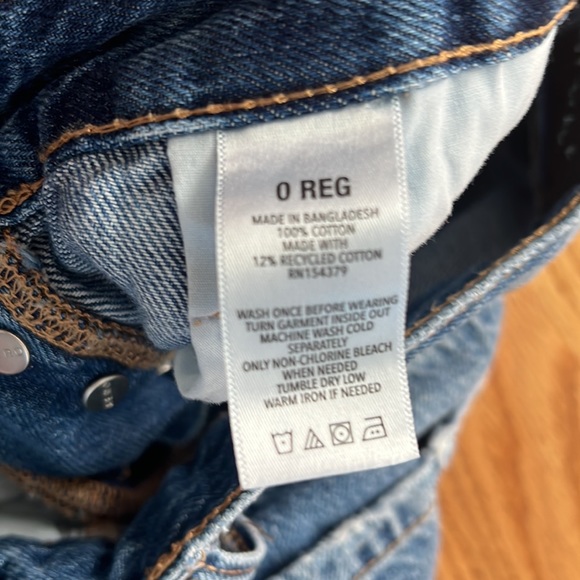 0 REG
MADE IN BANGLADESH
100% COTTON
MADE WITH
12% RECYCLED COTTON
RN154379
WASH ONCE BEFORE WEARING
TURN GARMENT INSIDE OUT
MACHINE WASH COLD
SEPARATELY
ONLY NON-CHLORINE BLEACH
WHEN NEEDED
TUMBLE DRY LOW
WARM IRON IF NEEDED